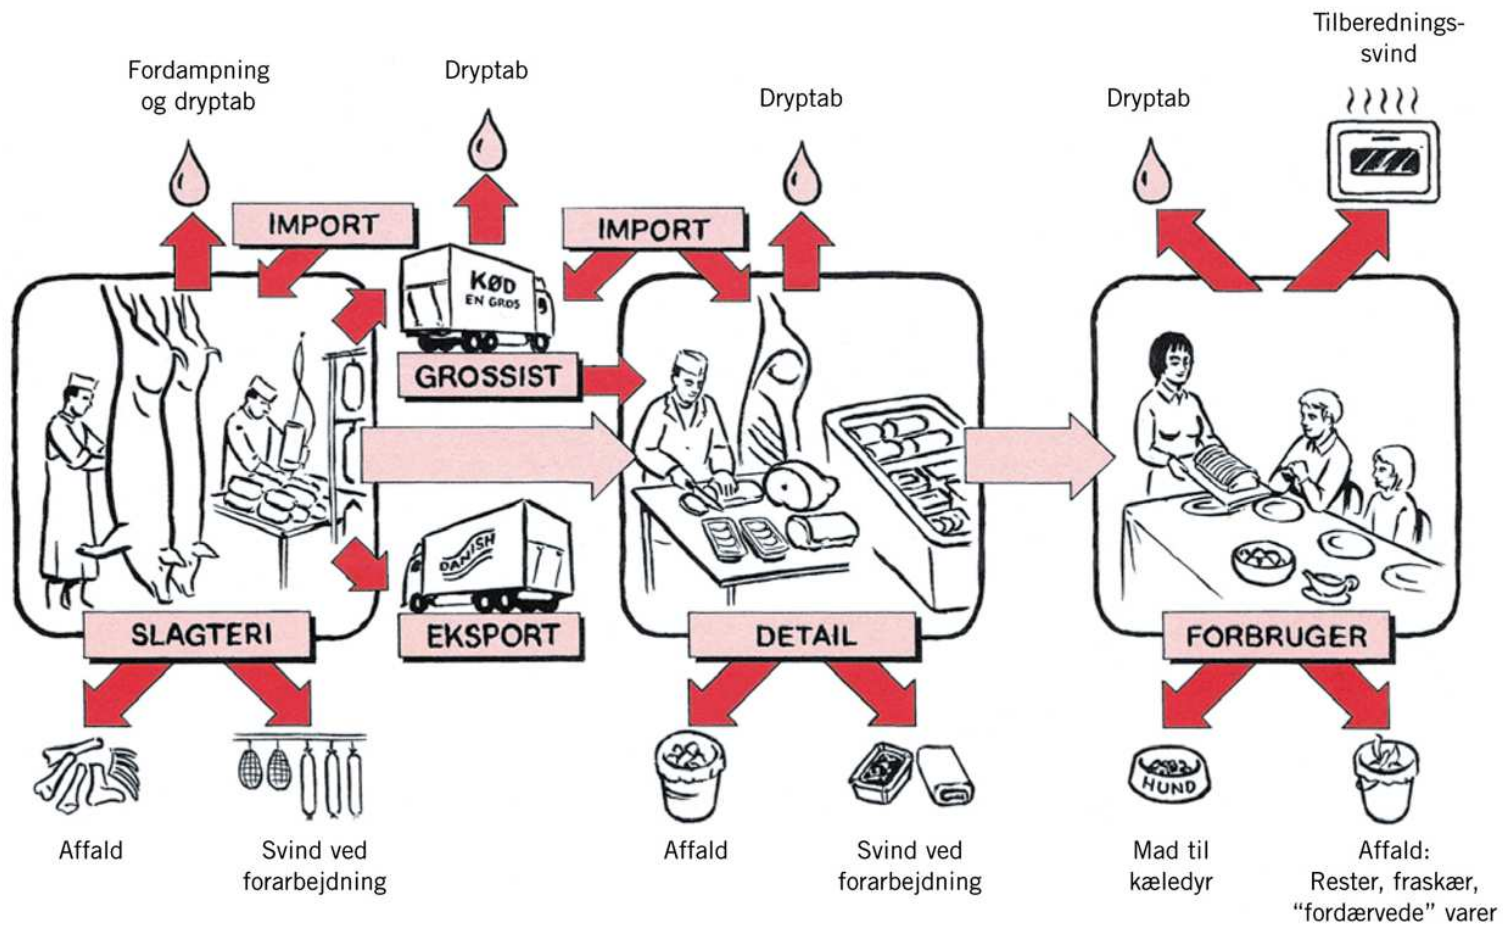 Tilberednings-
svind
Fordampning
og dryptab
Dryptab
Dryptab
Dryptab
IMPORT
IMPORT
KØD
EN GROS
GROSSIST
DANISH
SLAGTERI
EKSPORT
DETAIL
FORBRUGER
HUND
Affald
Svind ved
forarbejdning
Affald
Svind ved
forarbejdning
Mad til
kæledyr
Affald:
Rester, fraskær,
“fordærvede” varer